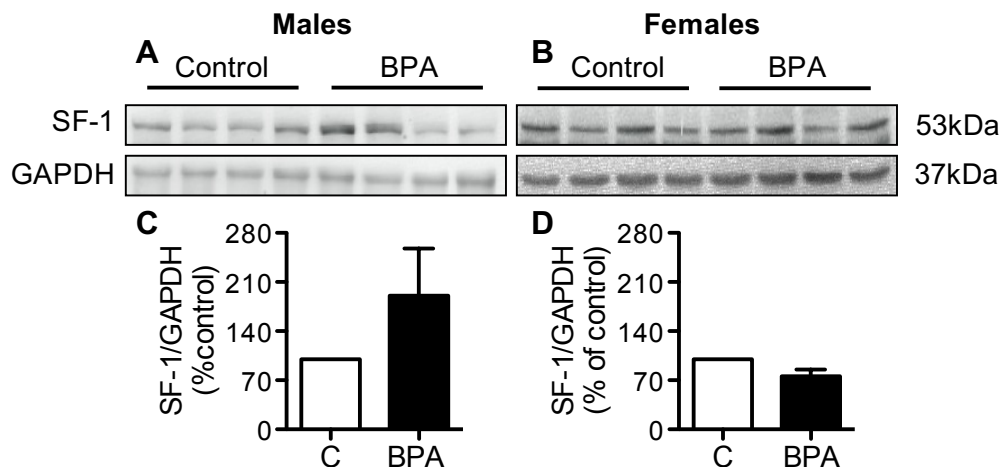 Males
Females
A
Control
BPA
B
Control
BPA
SF-1
53kDa
GAPDH
37kDa
C
SF-1/GAPDH
(%control)
280
210
140
70
0
C
BPA
D
SF-1/GAPDH
(% of control)
280
210
140
70
0
C
BPA